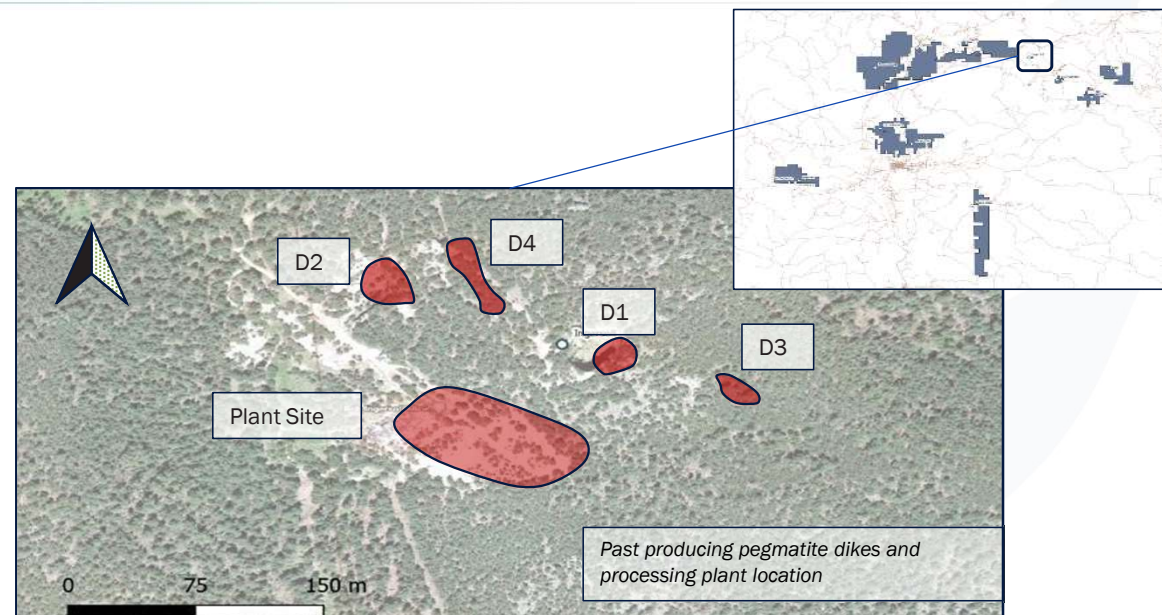 D4
D2
D1
D3
Plant Site
Past producing pegmatite dikes and
processing plant location
0 75 150 m